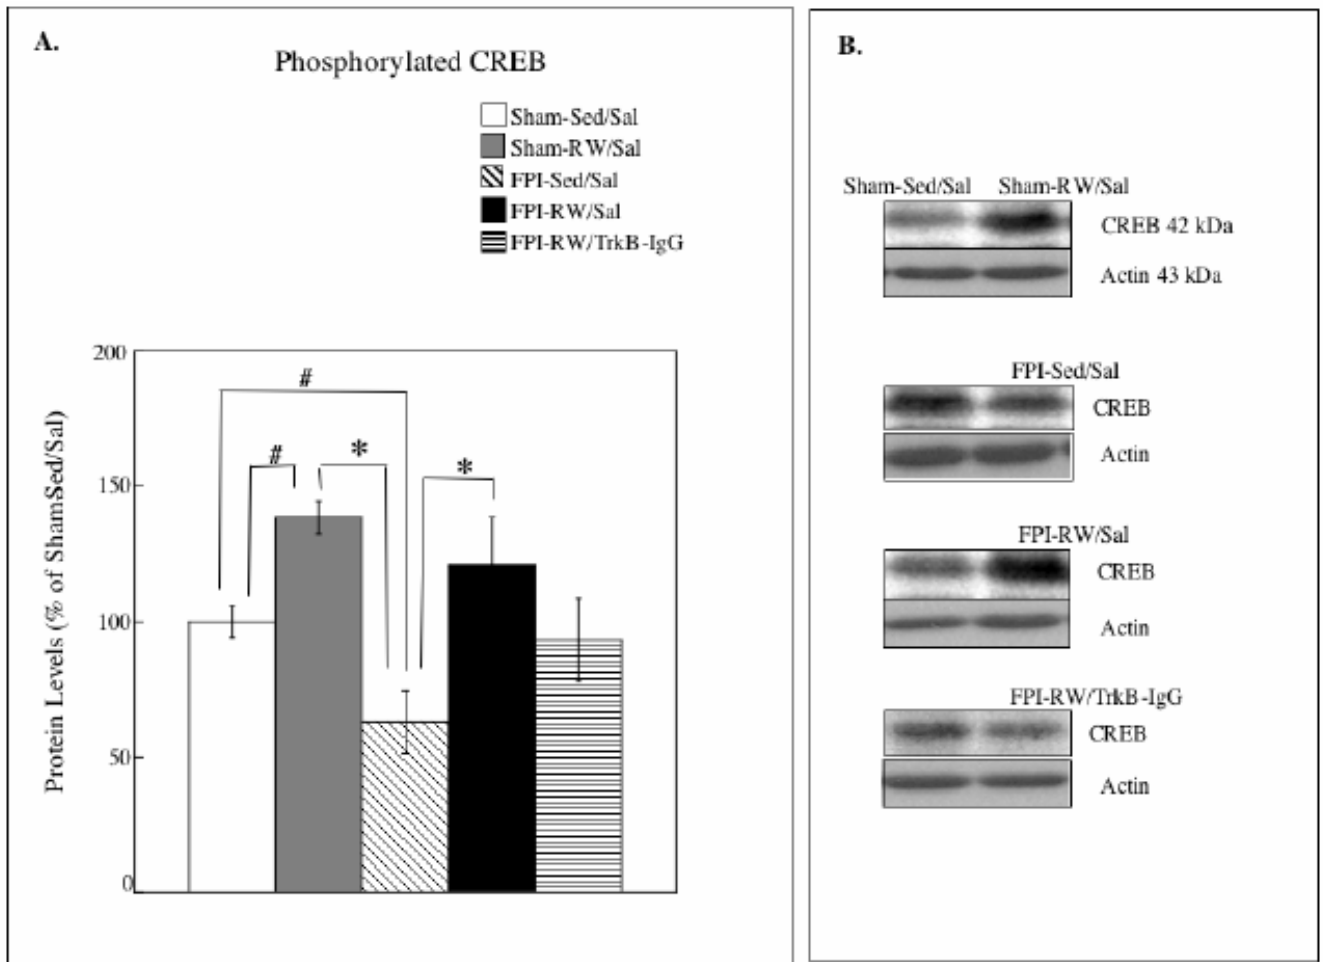 A.
Phosphorylated CREB
Sham-Sed/Sal
Sham-RW/Sal
FPI-Sed/Sal
FPI-RW/Sal
FPI-RW/TrkB-IgG
Protein Levels (% of ShamSed/Sal)
200
150
100
50
0
#
#
*
*
B.
Sham-Sed/Sal Sham-RW/Sal
CREB 42 kDa
Actin 43 kDa
FPI-Sed/Sal
CREB
Actin
FPI-RW/Sal
CREB
Actin
FPI-RW/TrkB-IgG
CREB
Actin